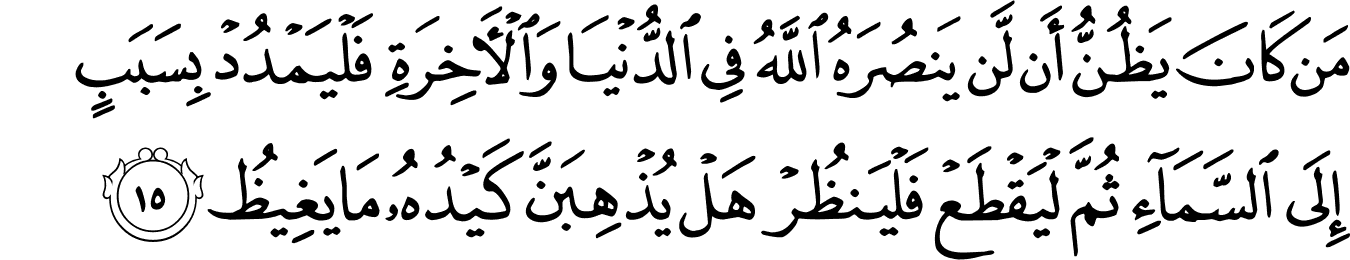 مَن كَانَ يَظُنُّ أَن لَّن يَنصُرَهُ ٱللَّهُ فِى ٱلدُّنْيَا وَٱلْأَخِرَةِ فَلْيَمْدُدْ بِسَبَبٍ
إِلَى ٱلسَّمَآءِ ثُمَّ لْيَقْطَعْ فَلْيَنظُرْ هَلْ يُذْهِبَنَّ كَيْدُهُۥ مَا يَغِيظُ ١٥